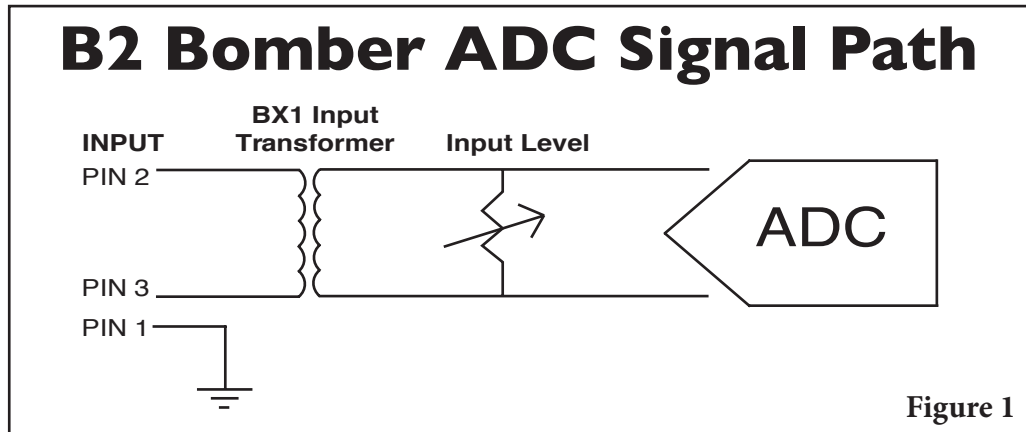 B2 Bomber ADC Signal Path
BX1 Input
Transformer
INPUT
Input Level
PIN 2
ADC
PIN 3
PIN 1
Figure 1